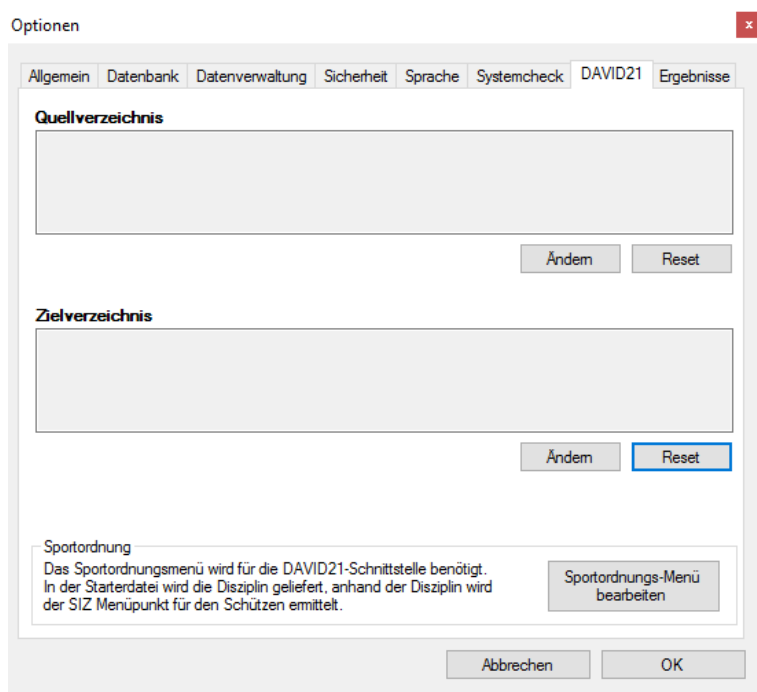 Optionen
x
Allgemein Datenbank Datenverwaltung Sicherheit Sprache Systemcheck DAVID21 Ergebnisse
Quellverzeichnis
Ändern Reset
Zielverzeichnis
Ändern Reset
Sportordnung
Das Sportordnungsmenü wird für die DAVID21-Schnittstelle benötigt.
In der Starterdatei wird die Disziplin geliefert, anhand der Disziplin wird
der SIZ Menüpunkt für den Schützen ermittelt.
Sportordnungs-Menü
bearbeiten
Abbrechen OK